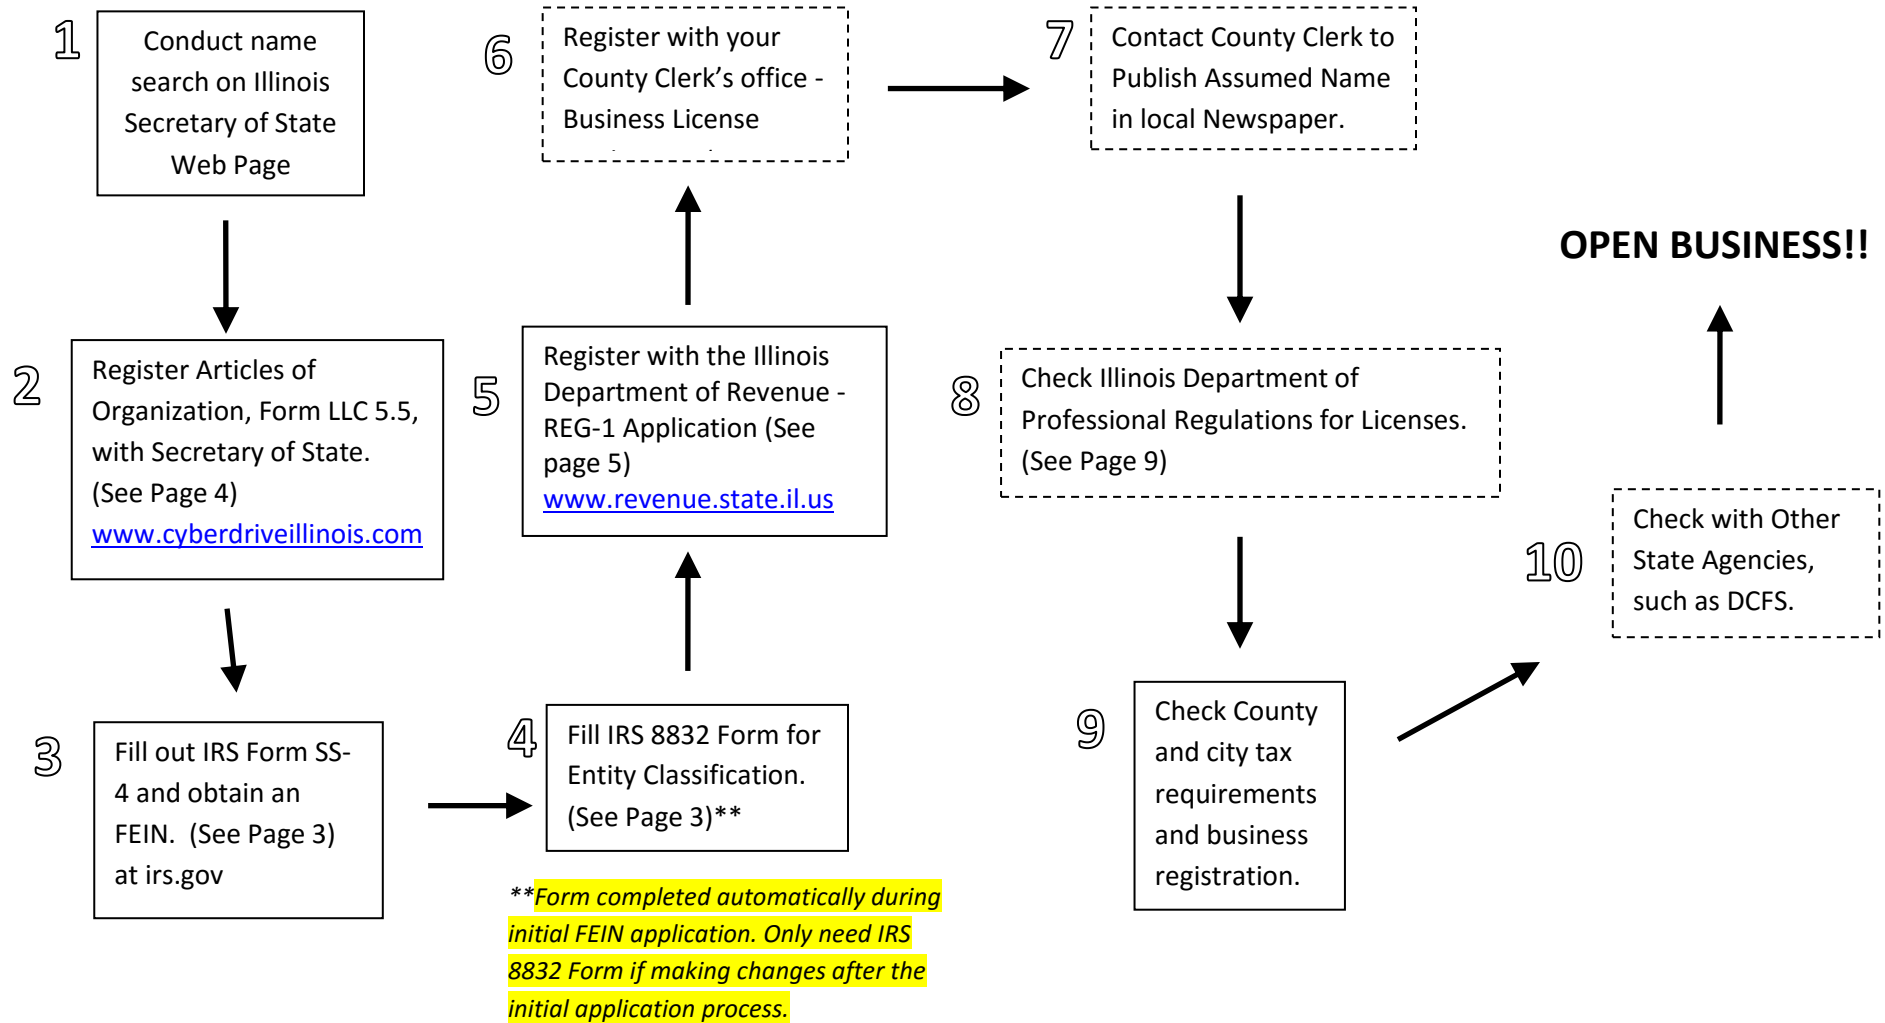 1
Conduct name
search on Illinois
Secretary of State
Web Page
2
Register Articles of
Organization, Form LLC 5.5,
with Secretary of State.
(See Page 4)
www.cyberdriveillinois.com
3
Fill out IRS Form SS-
4 and obtain an
FEIN.  (See Page 3)
at irs.gov
4
Fill IRS 8832 Form for
Entity Classification.
(See Page 3)**
**Form completed automatically during
initial FEIN application. Only need IRS
8832 Form if making changes after the
initial application process.
5
Register with the Illinois
Department of Revenue -
REG-1 Application (See
page 5)
www.revenue.state.il.us
6
Register with your
County Clerk’s office -
Business License
7
Contact County Clerk to
Publish Assumed Name
in local Newspaper.
8
Check Illinois Department of
Professional Regulations for Licenses.
(See Page 9)
9
Check County
and city tax
requirements
and business
registration.
10
Check with Other
State Agencies,
such as DCFS.
OPEN BUSINESS!!